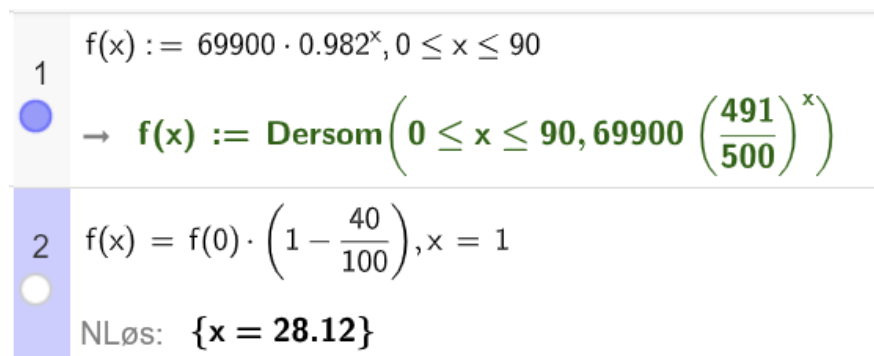 1
f(x) := 69900 · 0.982ˣ, 0 ≤ x ≤ 90
→ f(x) := Dersom(0 ≤ x ≤ 90, 69900 (491/500)ˣ)
2
f(x) = f(0) · (1 − 40/100), x = 1
NLøs: {x = 28.12}